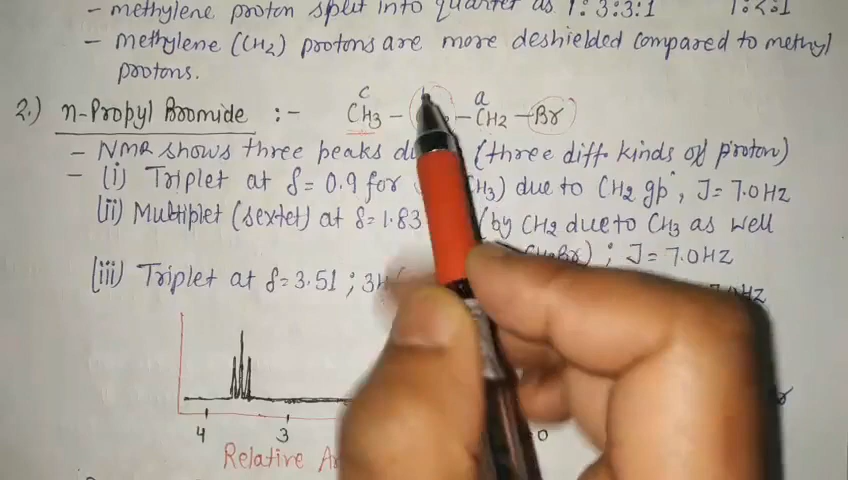 - methylene proton split into quartet as 1:3:3:1 1:2:1
- methylene (CH2) protons are more deshielded compared to methyl
protons.
c a
2.) n-Propyl Bromide :- CH3 - - CH2 - Br
- NMR shows three peaks (three diff. kinds of proton)
- (i) Triplet at δ = 0.9 for CH3) due to CH2 gp, J = 7.0 HZ
(ii) Multiplet (sextet) at δ = 1.83 (by CH2 due to CH3 as well
; J = 7.0HZ
(iii) Triplet at δ = 3.51 ; 3H
4 3 0
Relative